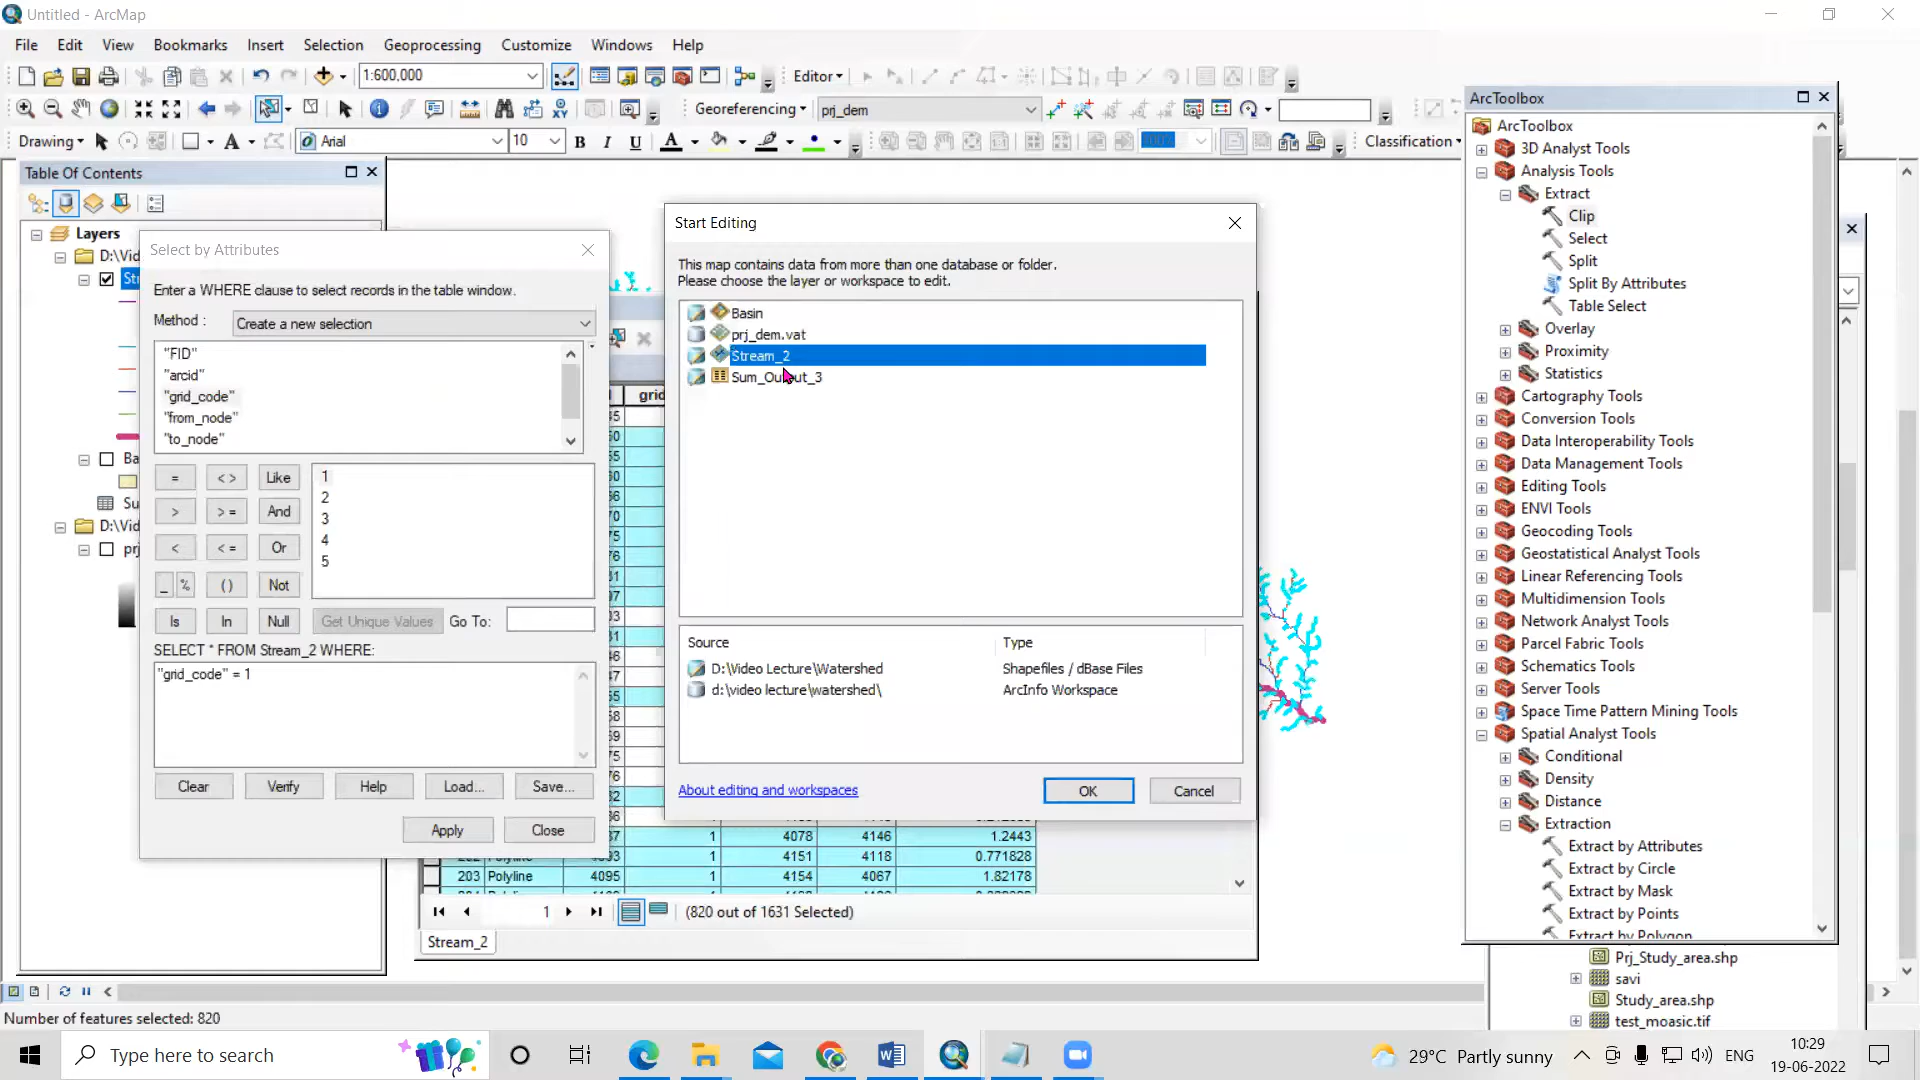 Untitled - ArcMap
File Edit View Bookmarks Insert Selection Geoprocessing Customize Windows Help
1:600,000
Editor
Georeferencing
prj_dem
Drawing
Arial
10
B I U A
Classification
Table Of Contents
Layers
D:\Vid
Str
Ba
Su
D:\Vid
prj
Select by Attributes
Enter a WHERE clause to select records in the table window.
Method :
Create a new selection
"FID"
"arcid"
"grid_code"
"from_node"
"to_node"
= < > Like
> > = And
< < = Or
_ % ( ) Not
Is In Null
1
2
3
4
5
Get Unique Values
Go To:
SELECT * FROM Stream_2 WHERE:
"grid_code" = 1
Clear
Verify
Help
Load...
Save...
Apply
Close
Start Editing
This map contains data from more than one database or folder.
Please choose the layer or workspace to edit.
Basin
prj_dem.vat
Stream_2
Sum_Output_3
Source Type
D:\Video Lecture\Watershed Shapefiles / dBase Files
d:\video lecture\watershed\ ArcInfo Workspace
About editing and workspaces
OK
Cancel
grid
1 4078 4146 1.2443
1 4151 4118 0.771828
203 Polyline 4095 1 4154 4067 1.82178
1
(820 out of 1631 Selected)
Stream_2
ArcToolbox
ArcToolbox
3D Analyst Tools
Analysis Tools
Extract
Clip
Select
Split
Split By Attributes
Table Select
Overlay
Proximity
Statistics
Cartography Tools
Conversion Tools
Data Interoperability Tools
Data Management Tools
Editing Tools
ENVI Tools
Geocoding Tools
Geostatistical Analyst Tools
Linear Referencing Tools
Multidimension Tools
Network Analyst Tools
Parcel Fabric Tools
Schematics Tools
Server Tools
Space Time Pattern Mining Tools
Spatial Analyst Tools
Conditional
Density
Distance
Extraction
Extract by Attributes
Extract by Circle
Extract by Mask
Extract by Points
Extract by Polygon
Prj_Study_area.shp
savi
Study_area.shp
test_moasic.tif
Number of features selected: 820
Type here to search
29°C Partly sunny
ENG
10:29
19-06-2022